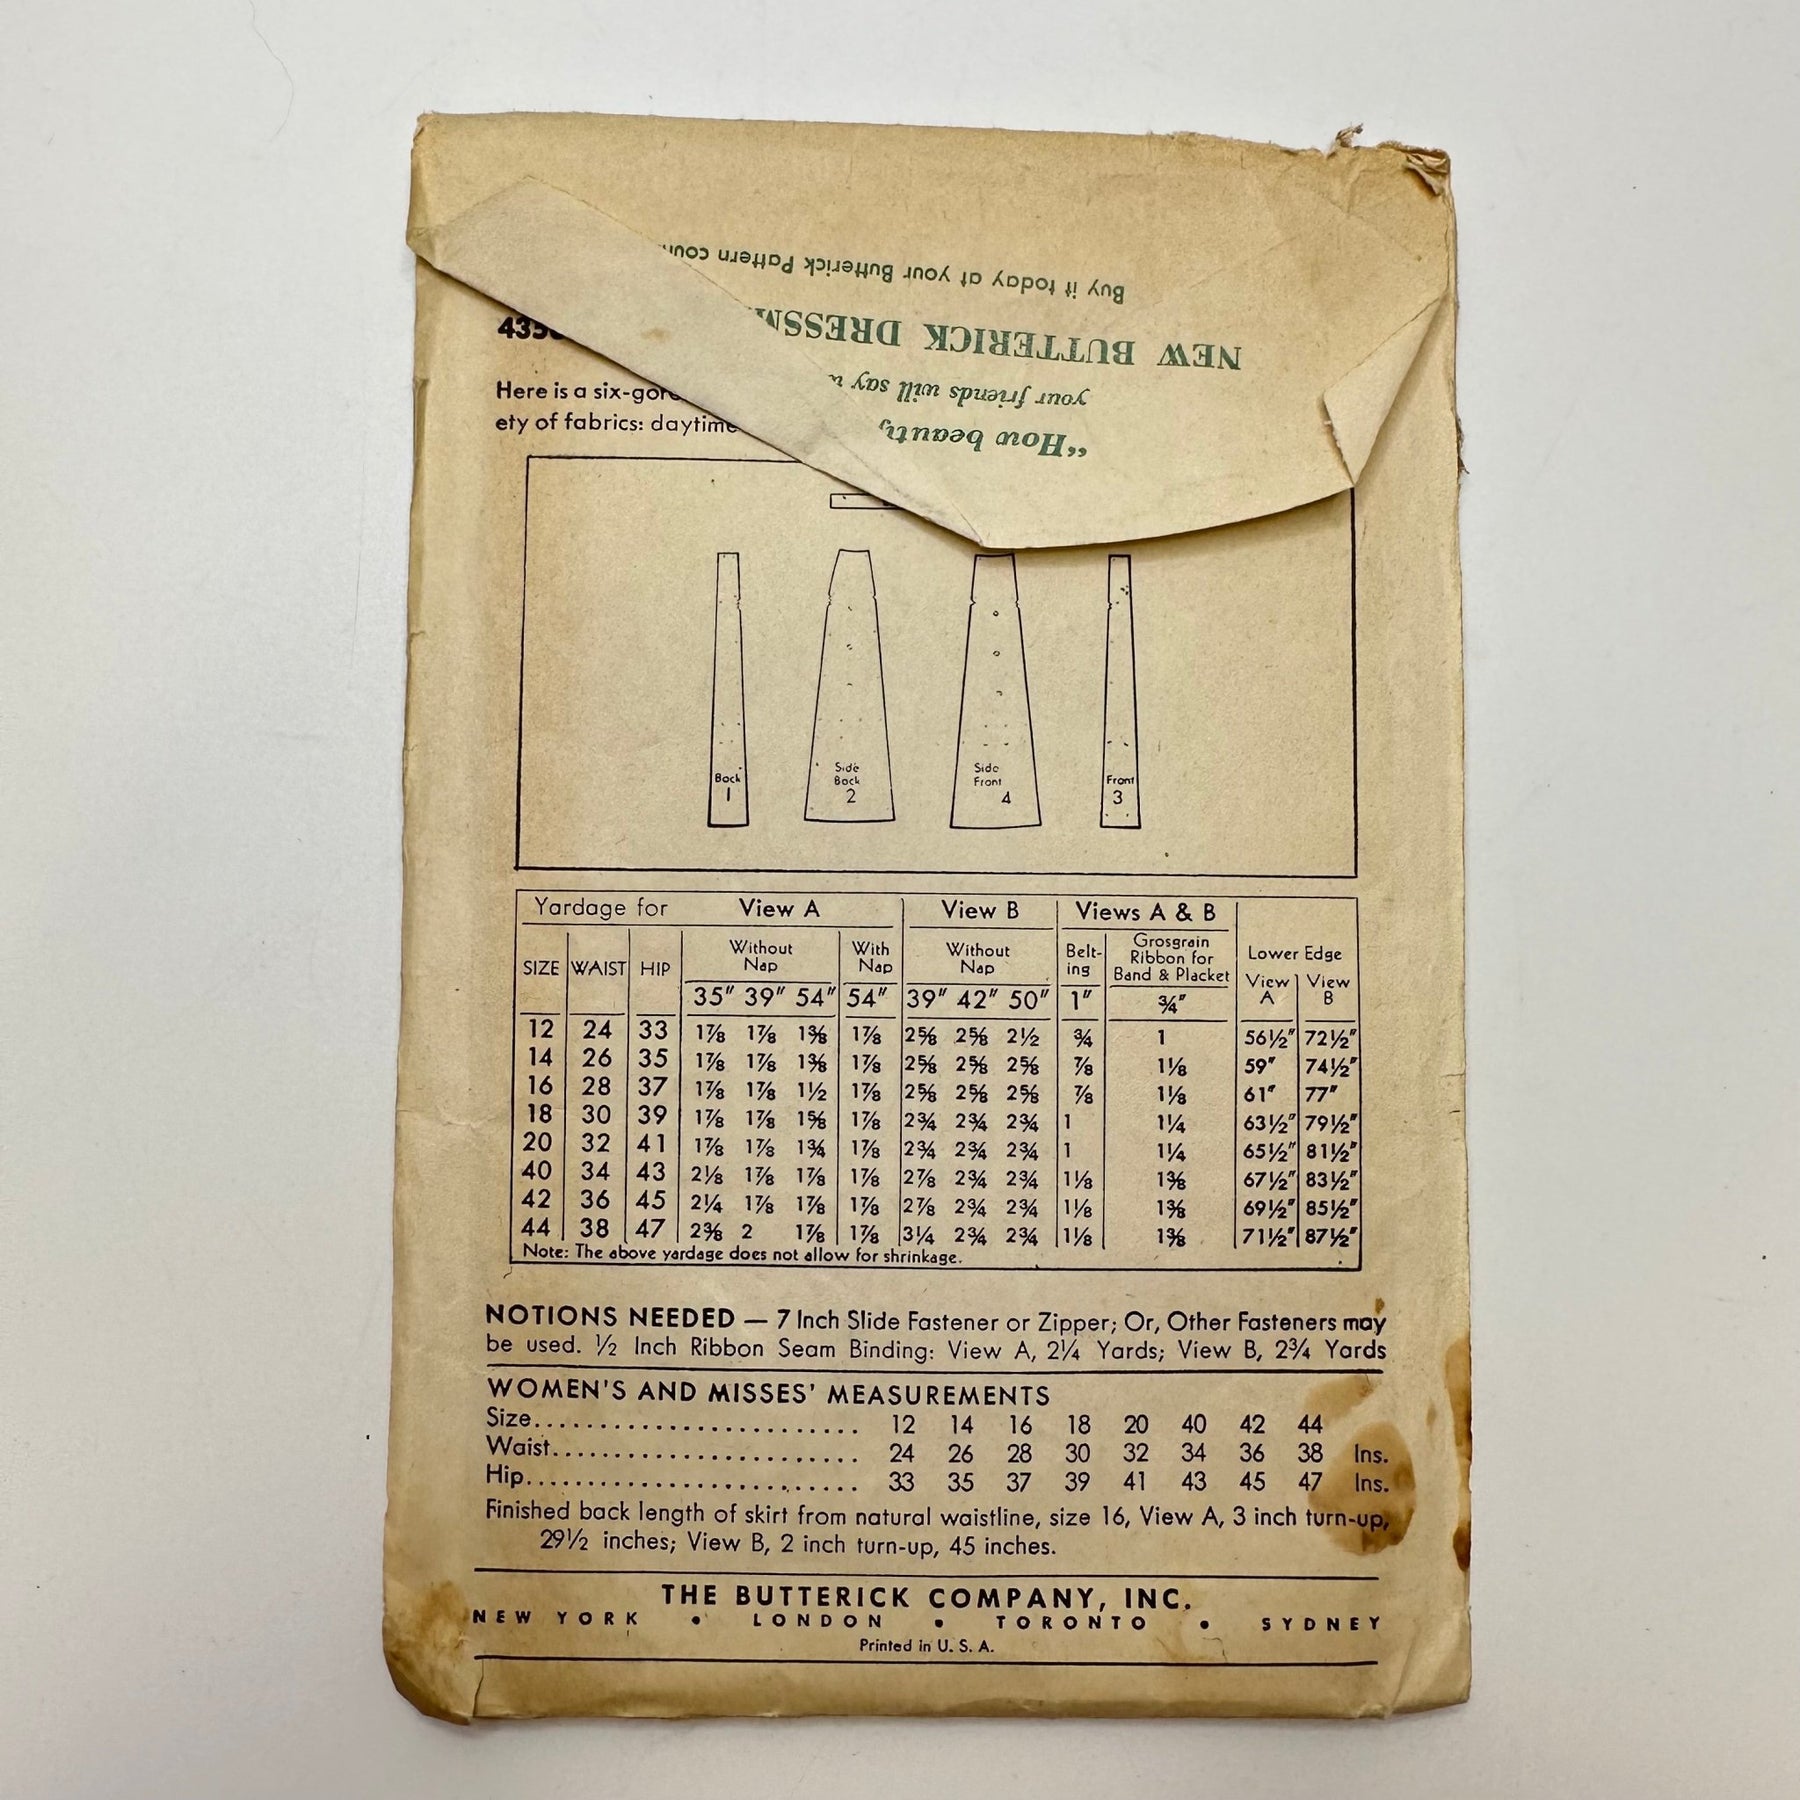 Buy it today at your Butterick Pattern
NEW BUTTERICK
your friends will say
"How
Here is a six-gore
ety of fabrics: daytime
Back
1
Side
Back
2
Side
Front
4
Front
3
Yardage for View A View B Views A & B
SIZE WAIST HIP Without Nap With Nap Without Nap Belt-ing Grosgrain Ribbon for Band & Placket Lower Edge
View A View B
35" 39" 54" 54" 39" 42" 50" 1" ¾"
12 24 33 1⅞ 1⅞ 1⅜ 1⅞ 2⅝ 2⅝ 2½ ¾ 1 56½" 72½"
14 26 35 1⅞ 1⅞ 1⅜ 1⅞ 2⅝ 2⅝ 2⅝ ⅞ 1⅛ 59" 74½"
16 28 37 1⅞ 1⅞ 1½ 1⅞ 2⅝ 2⅝ 2⅝ ⅞ 1⅛ 61" 77"
18 30 39 1⅞ 1⅞ 1⅝ 1⅞ 2¾ 2¾ 2¾ 1 1¼ 63½" 79½"
20 32 41 1⅞ 1⅞ 1¾ 1⅞ 2¾ 2¾ 2¾ 1 1¼ 65½" 81½"
40 34 43 2⅛ 1⅞ 1⅞ 1⅞ 2⅞ 2¾ 2¾ 1⅛ 1⅜ 67½" 83½"
42 36 45 2¼ 1⅞ 1⅞ 1⅞ 2⅞ 2¾ 2¾ 1⅛ 1⅜ 69½" 85½"
44 38 47 2⅜ 2 1⅞ 1⅞ 3¼ 2¾ 2¾ 1⅛ 1⅜ 71½" 87½"
Note: The above yardage does not allow for shrinkage.
NOTIONS NEEDED — 7 Inch Slide Fastener or Zipper; Or, Other Fasteners may
be used. ½ Inch Ribbon Seam Binding: View A, 2¼ Yards; View B, 2¾ Yards
WOMEN'S AND MISSES' MEASUREMENTS
Size........................ 12 14 16 18 20 40 42 44
Waist....................... 24 26 28 30 32 34 36 38 Ins.
Hip......................... 33 35 37 39 41 43 45 47 Ins.
Finished back length of skirt from natural waistline, size 16, View A, 3 inch turn-up,
29½ inches; View B, 2 inch turn-up, 45 inches.
THE BUTTERICK COMPANY, INC.
NEW YORK • LONDON • TORONTO • SYDNEY
Printed in U. S. A.